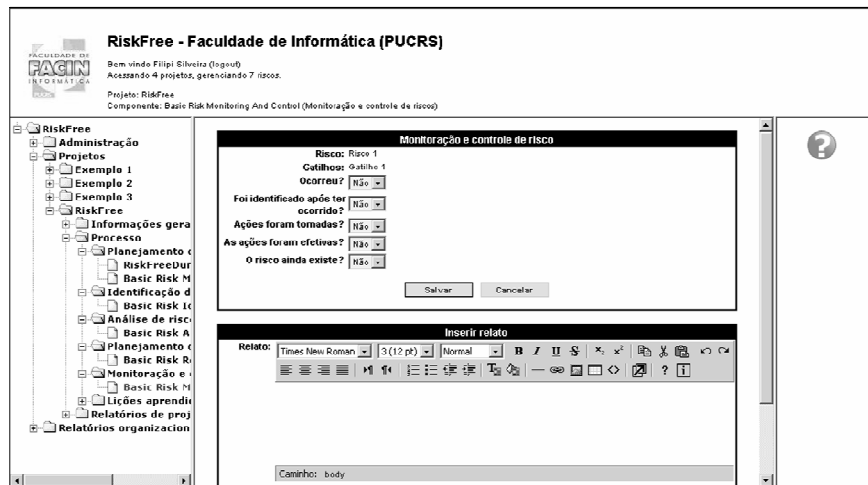 RiskFree - Faculdade de Informática (PUCRS)
FACULDADE DE
FACIN
INFORMÁTICA
PUCRS
Bem vindo Filipi Silveira (logout)
Acessando 4 projetos, gerenciando 7 riscos.
Projeto: RiskFree
Componente: Basic Risk Monitoring And Control (Monitoração e controle de riscos)
RiskFree
Administração
Projetos
Exemplo 1
Exemplo 2
Exemplo 3
RiskFree
Informações gera
Processo
Planejamento d
RiskFreeDur
Basic Risk M
Identificação d
Basic Risk Ic
Análise de risc
Basic Risk A
Planejamento d
Basic Risk R
Monitoração e
Basic Risk M
Lições aprendi
Relatórios de proj
Relatórios organizacion
Monitoração e controle de risco
Risco: Risco 1
Gatilhos: Gatilho 1
Ocorreu? Não
Foi identificado após ter ocorrido? Não
Ações foram tomadas? Não
As ações foram efetivas? Não
O risco ainda existe? Não
Salvar Cancelar
Inserir relato
Relato: Times New Roman 3 (12 pt) Normal B I U S x₂ x²
Caminho: body